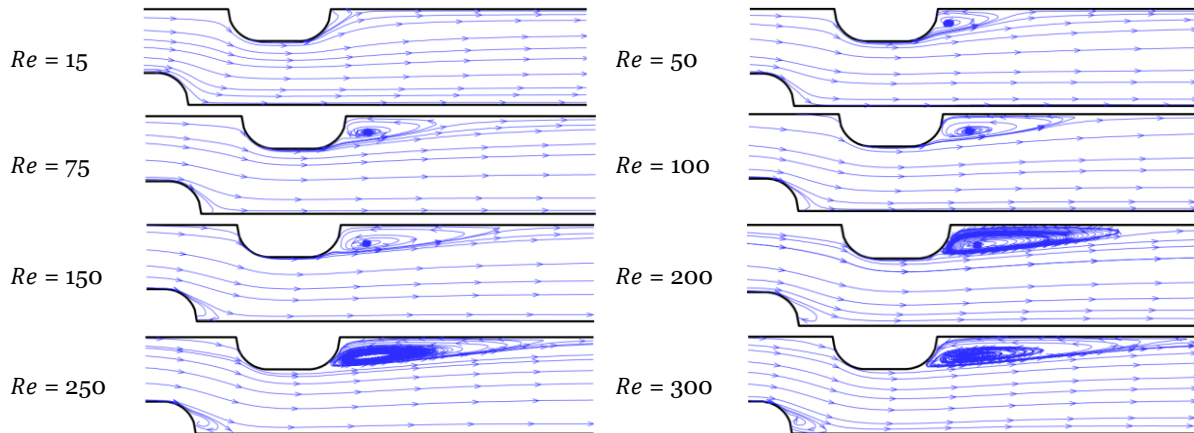 Re = 15
Re = 50
Re = 75
Re = 100
Re = 150
Re = 200
Re = 250
Re = 300